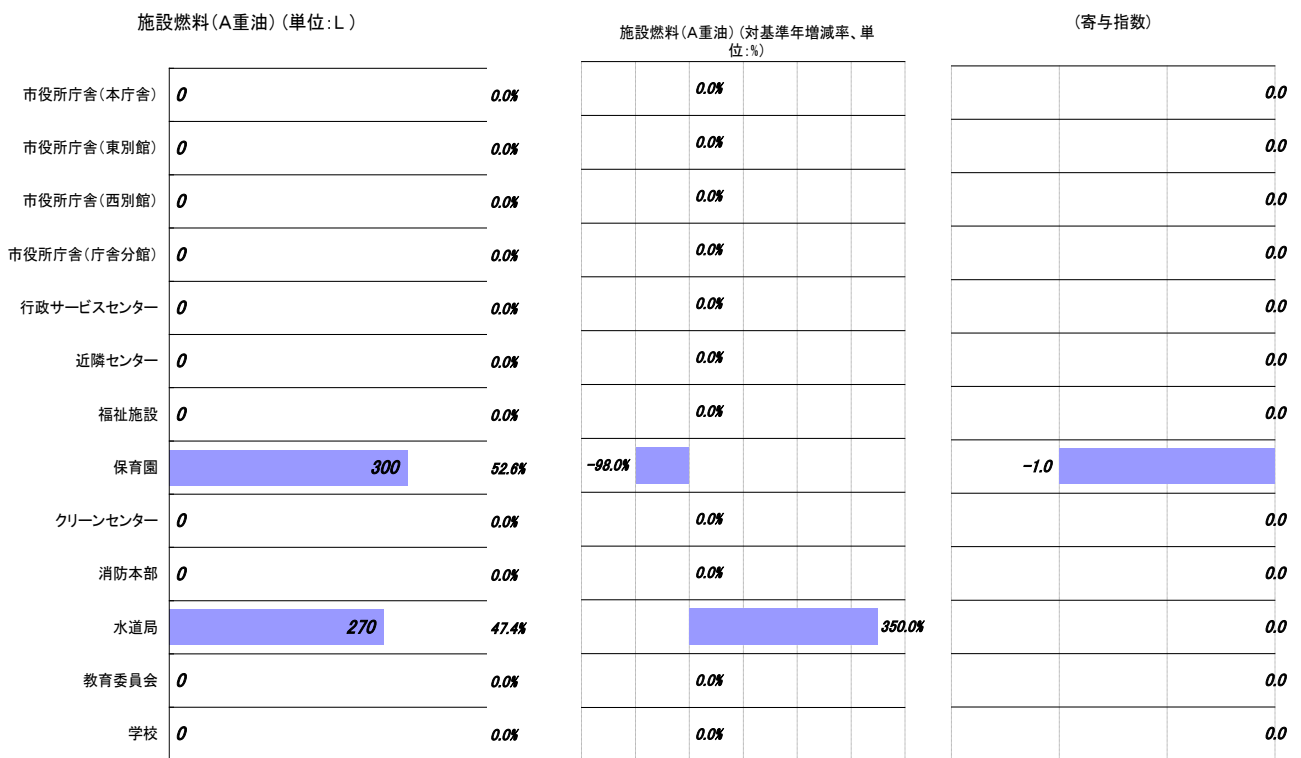 施設燃料（A重油）（単位：L ）
施設燃料（A重油）（対基準年増減率、単
位：%）
（寄与指数）
市役所庁舎（本庁舎） 0 0.0% 0.0% 0.0
市役所庁舎（東別館） 0 0.0% 0.0% 0.0
市役所庁舎（西別館） 0 0.0% 0.0% 0.0
市役所庁舎（庁舎分館） 0 0.0% 0.0% 0.0
行政サービスセンター 0 0.0% 0.0% 0.0
近隣センター 0 0.0% 0.0% 0.0
福祉施設 0 0.0% 0.0% 0.0
保育園 300 52.6% -98.0% -1.0
クリーンセンター 0 0.0% 0.0% 0.0
消防本部 0 0.0% 0.0% 0.0
水道局 270 47.4% 350.0% 0.0
教育委員会 0 0.0% 0.0% 0.0
学校 0 0.0% 0.0% 0.0